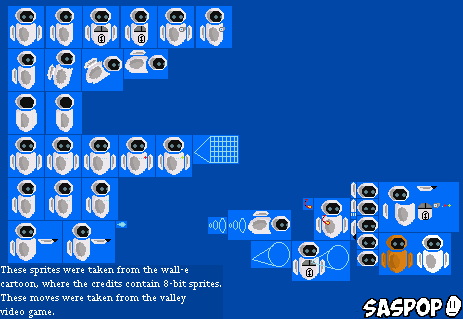 These sprites were taken from the wall-e
cartoon, where the credits contain 8-bit sprites.
These moves were taken from the valley
video game.
SASPOP